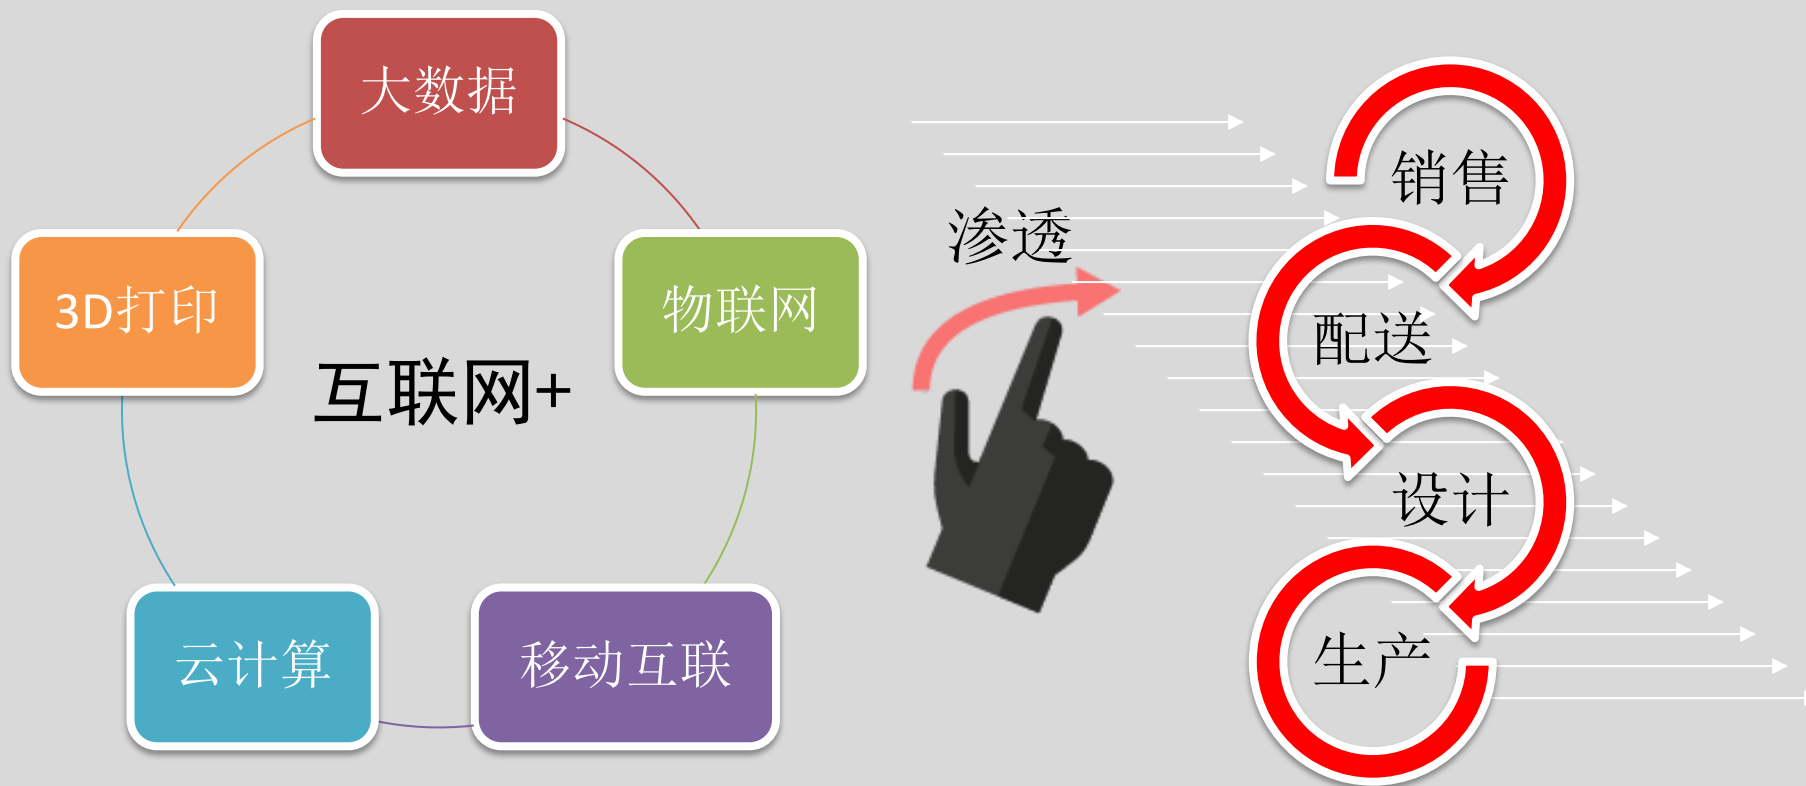 大数据
3D打印
物联网
互联网+
云计算
移动互联
渗透
销售
配送
设计
生产